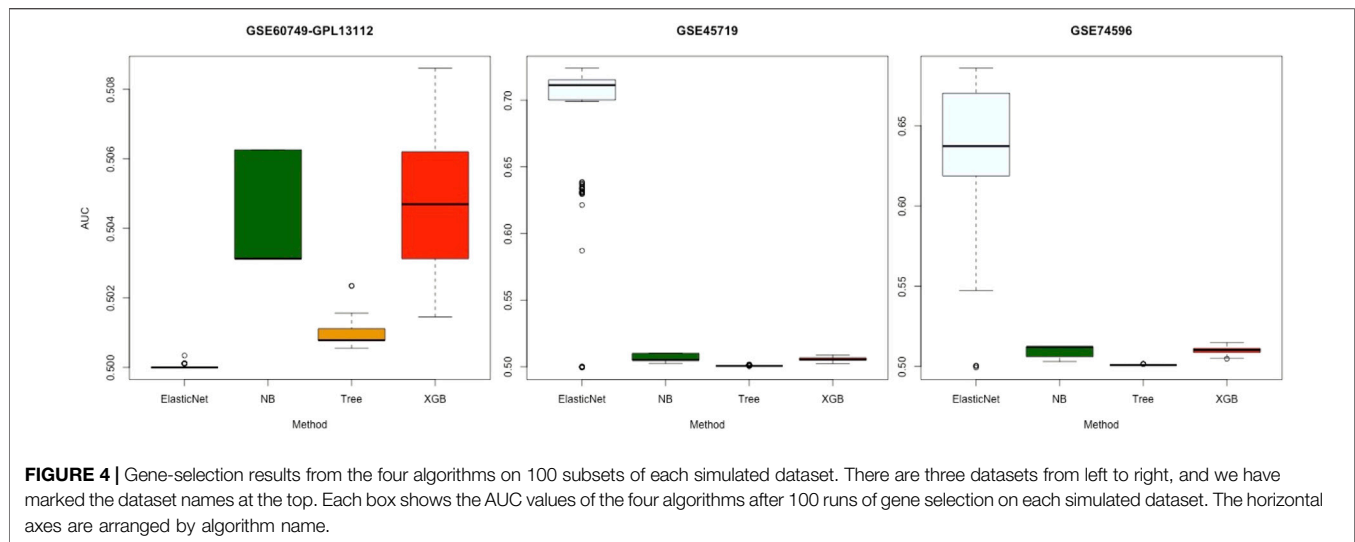 GSE60749-GPL13112
AUC
0.508
0.506
0.504
0.502
0.500
ElasticNet NB Tree XGB
Method
GSE45719
0.70
0.65
0.60
0.55
0.50
ElasticNet NB Tree XGB
Method
GSE74596
0.65
0.60
0.55
0.50
ElasticNet NB Tree XGB
Method
FIGURE 4 | Gene-selection results from the four algorithms on 100 subsets of each simulated dataset. There are three datasets from left to right, and we have
marked the dataset names at the top. Each box shows the AUC values of the four algorithms after 100 runs of gene selection on each simulated dataset. The horizontal
axes are arranged by algorithm name.